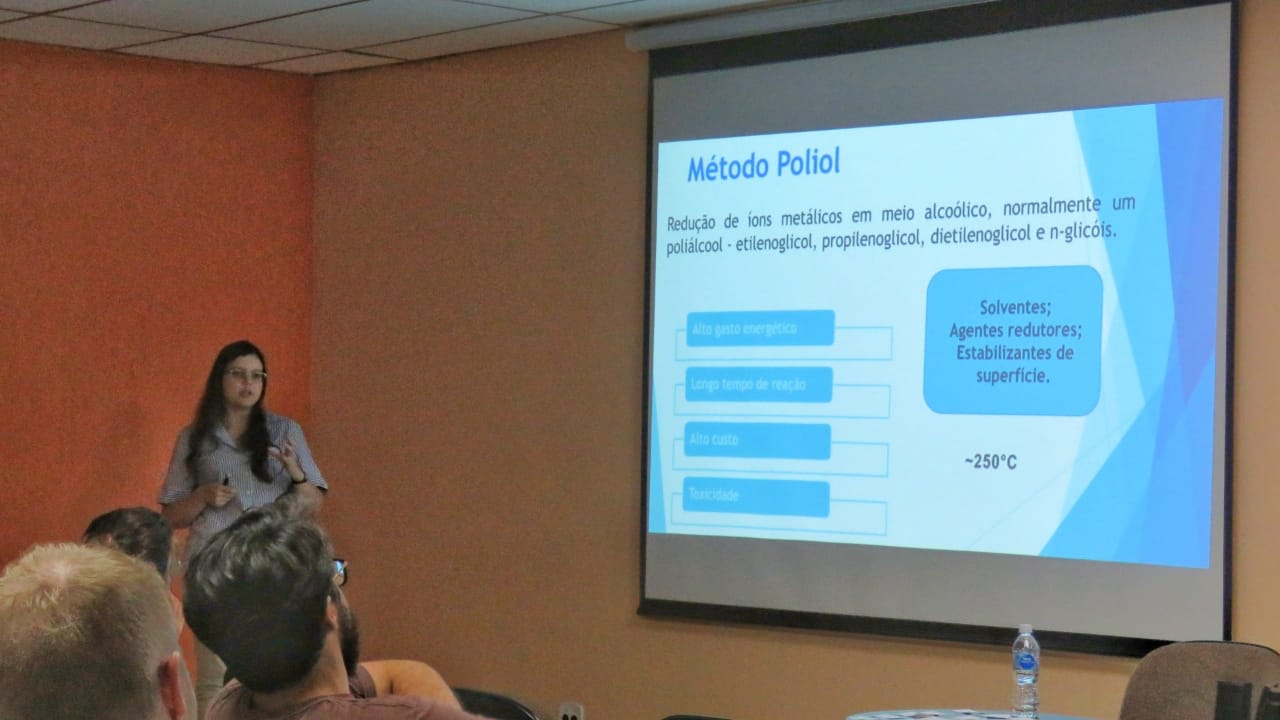 Método Poliol
Redução de íons metálicos em meio alcoólico, normalmente um
poliálcool - etilenoglicol, propilenoglicol, dietilenoglicol e n-glicóis.
Alto gasto energético
Longo tempo de reação
Alto custo
Toxicidade
Solventes;
Agentes redutores;
Estabilizantes de
superfície.
~250°C